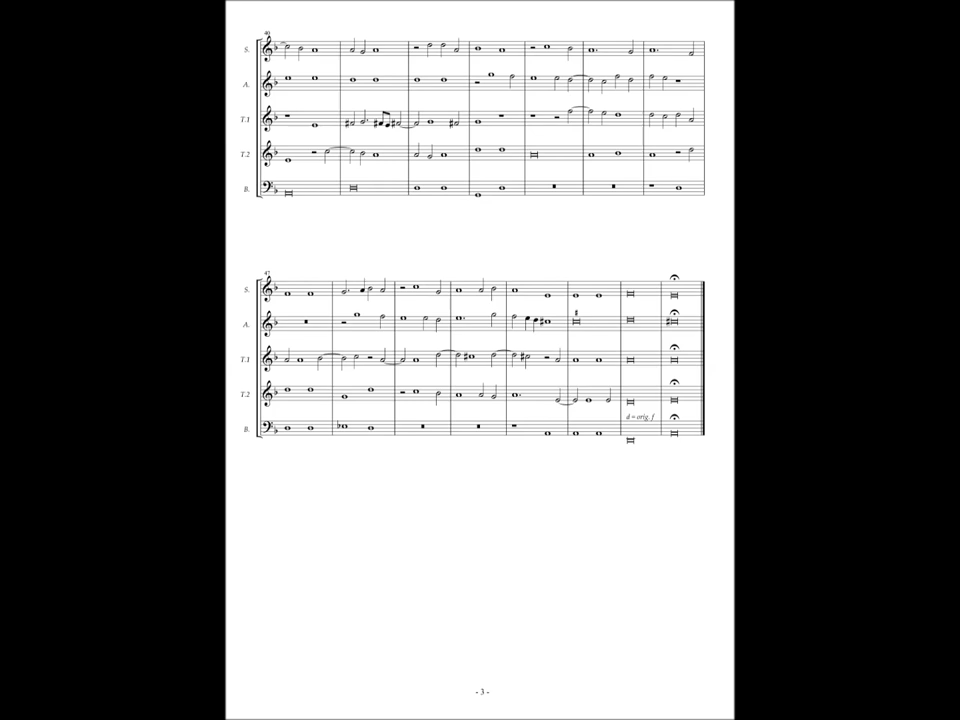 40
S.
A.
T.1
T.2
B.
47
S.
A.
T.1
T.2
d = orig. f
B.
- 3 -